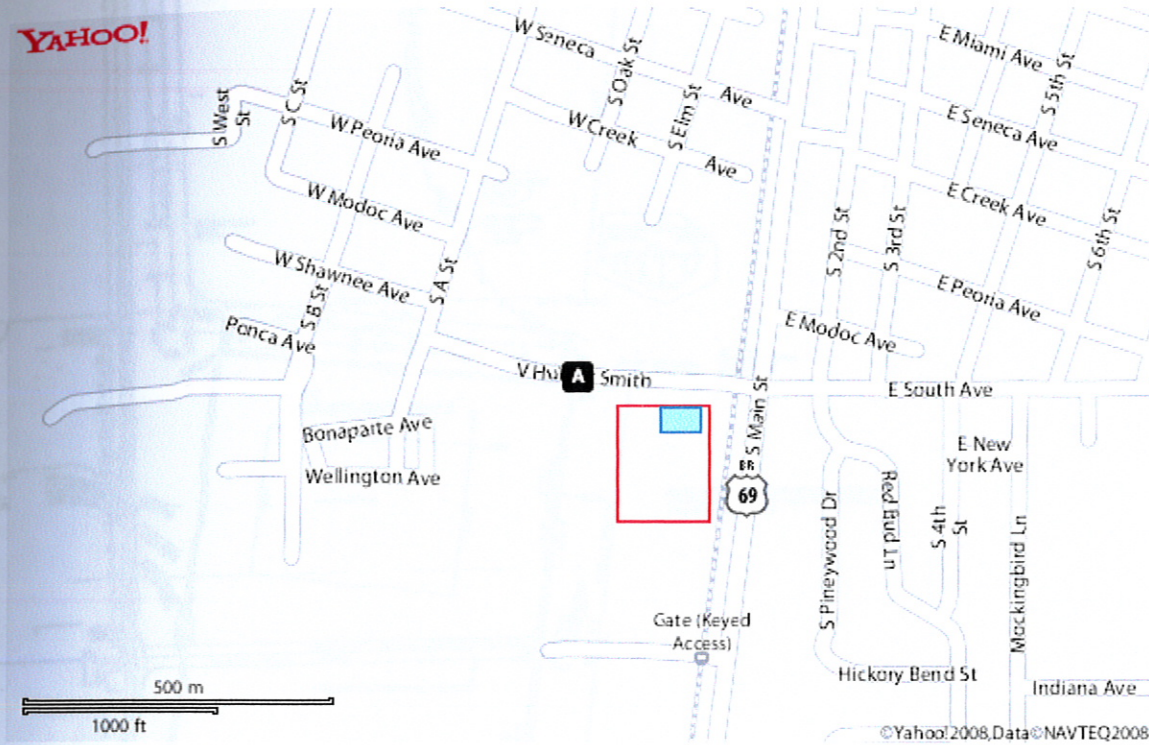 YAHOO!
W Seneca
Ave
S Oak St
S Elm St
W Creek
Ave
E Miami Ave
S 5th St
E Seneca Ave
E Creek Ave
S 6th St
S West
St
S C St
W Peoria Ave
W Modoc Ave
W Shawnee Ave
S A St
S B St
Ponca Ave
S 2nd St
S 3rd St
E Peoria Ave
E Modoc Ave
A
Smith
S Main St
E South Ave
Bonaparte Ave
Wellington Ave
BR
69
E New
York Ave
S Pineywood Dr
Red Bud Ln
S 4th
St
Mockingbird Ln
Gate (Keyed
Access)
Hickory Bend St
Indiana Ave
500 m
1000 ft
©Yahoo!2008,Data©NAVTEQ2008